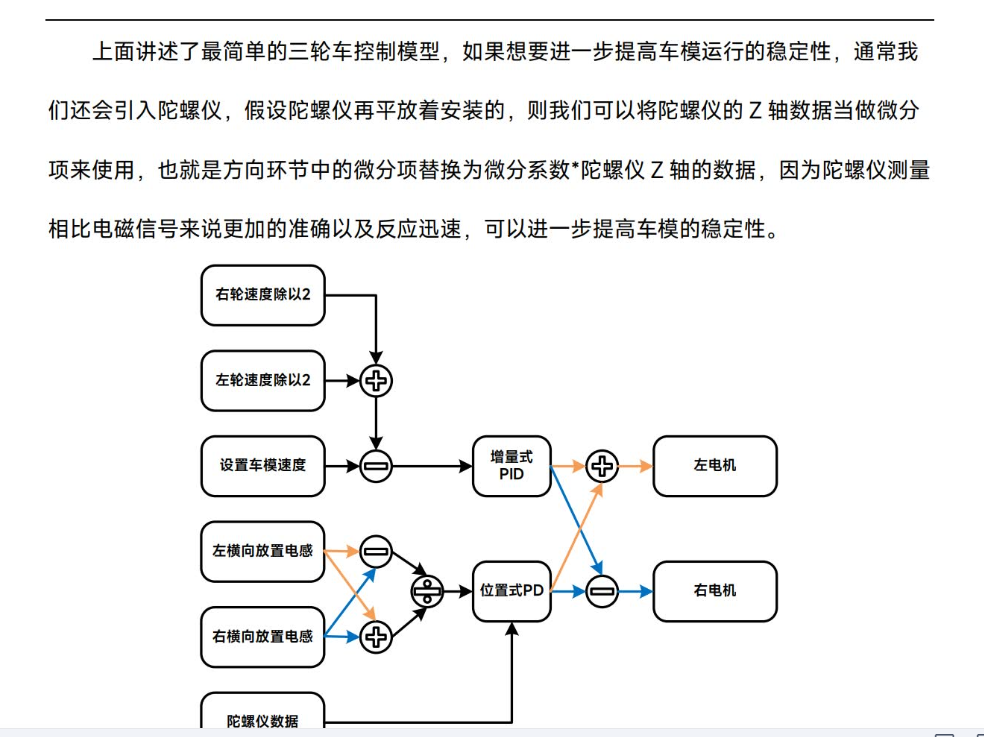 上面讲述了最简单的三轮车控制模型，如果想要进一步提高车模运行的稳定性，通常我
们还会引入陀螺仪，假设陀螺仪再平放着安装的，则我们可以将陀螺仪的 Z 轴数据当做微分
项来使用，也就是方向环节中的微分项替换为微分系数*陀螺仪 Z 轴的数据，因为陀螺仪测量
相比电磁信号来说更加的准确以及反应迅速，可以进一步提高车模的稳定性。
右轮速度除以2
左轮速度除以2
设置车模速度
增量式
PID
左电机
左横向放置电感
位置式PD
右电机
右横向放置电感
陀螺仪数据